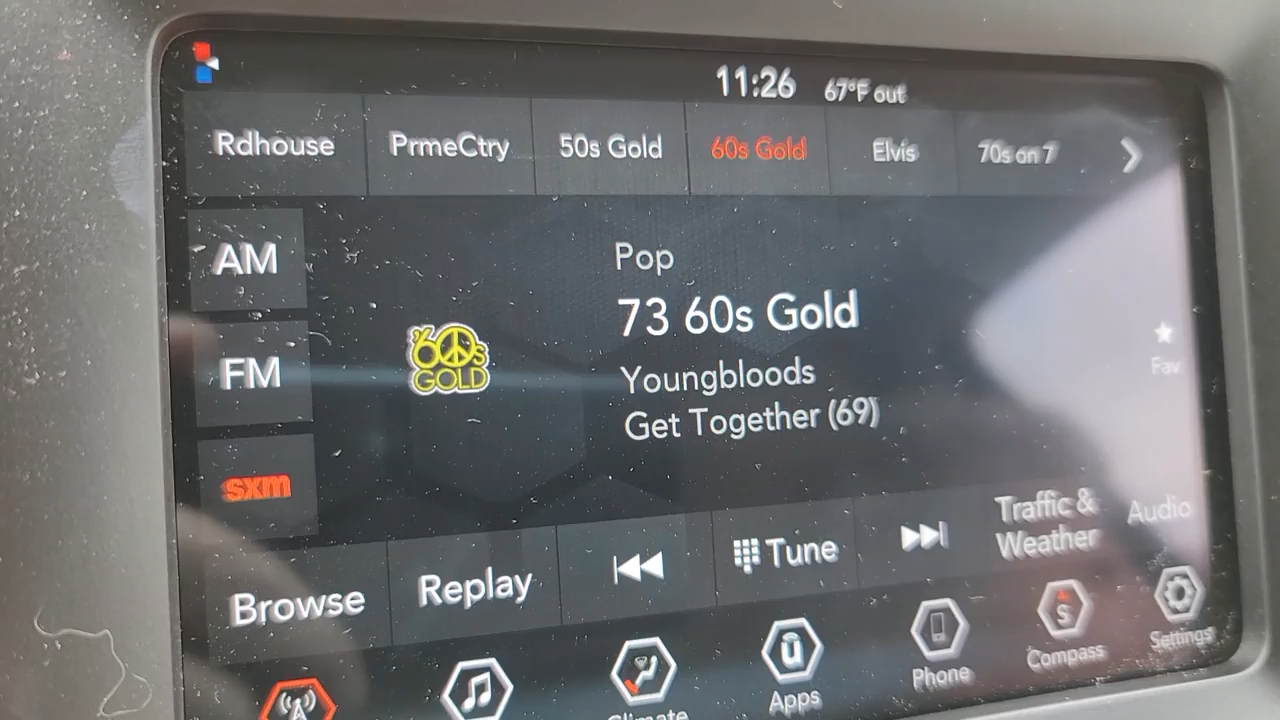 11:26 67°F out
Rdhouse PrmeCtry 50s Gold 60s Gold Elvis 70s on 7
AM
Pop
73 60s Gold
FM
'60s
GOLD
Youngbloods
Get Together (69)
Fav
sxm
Browse Replay Tune Traffic &
Weather
Audio
Apps Phone S Compass Settings
Climate